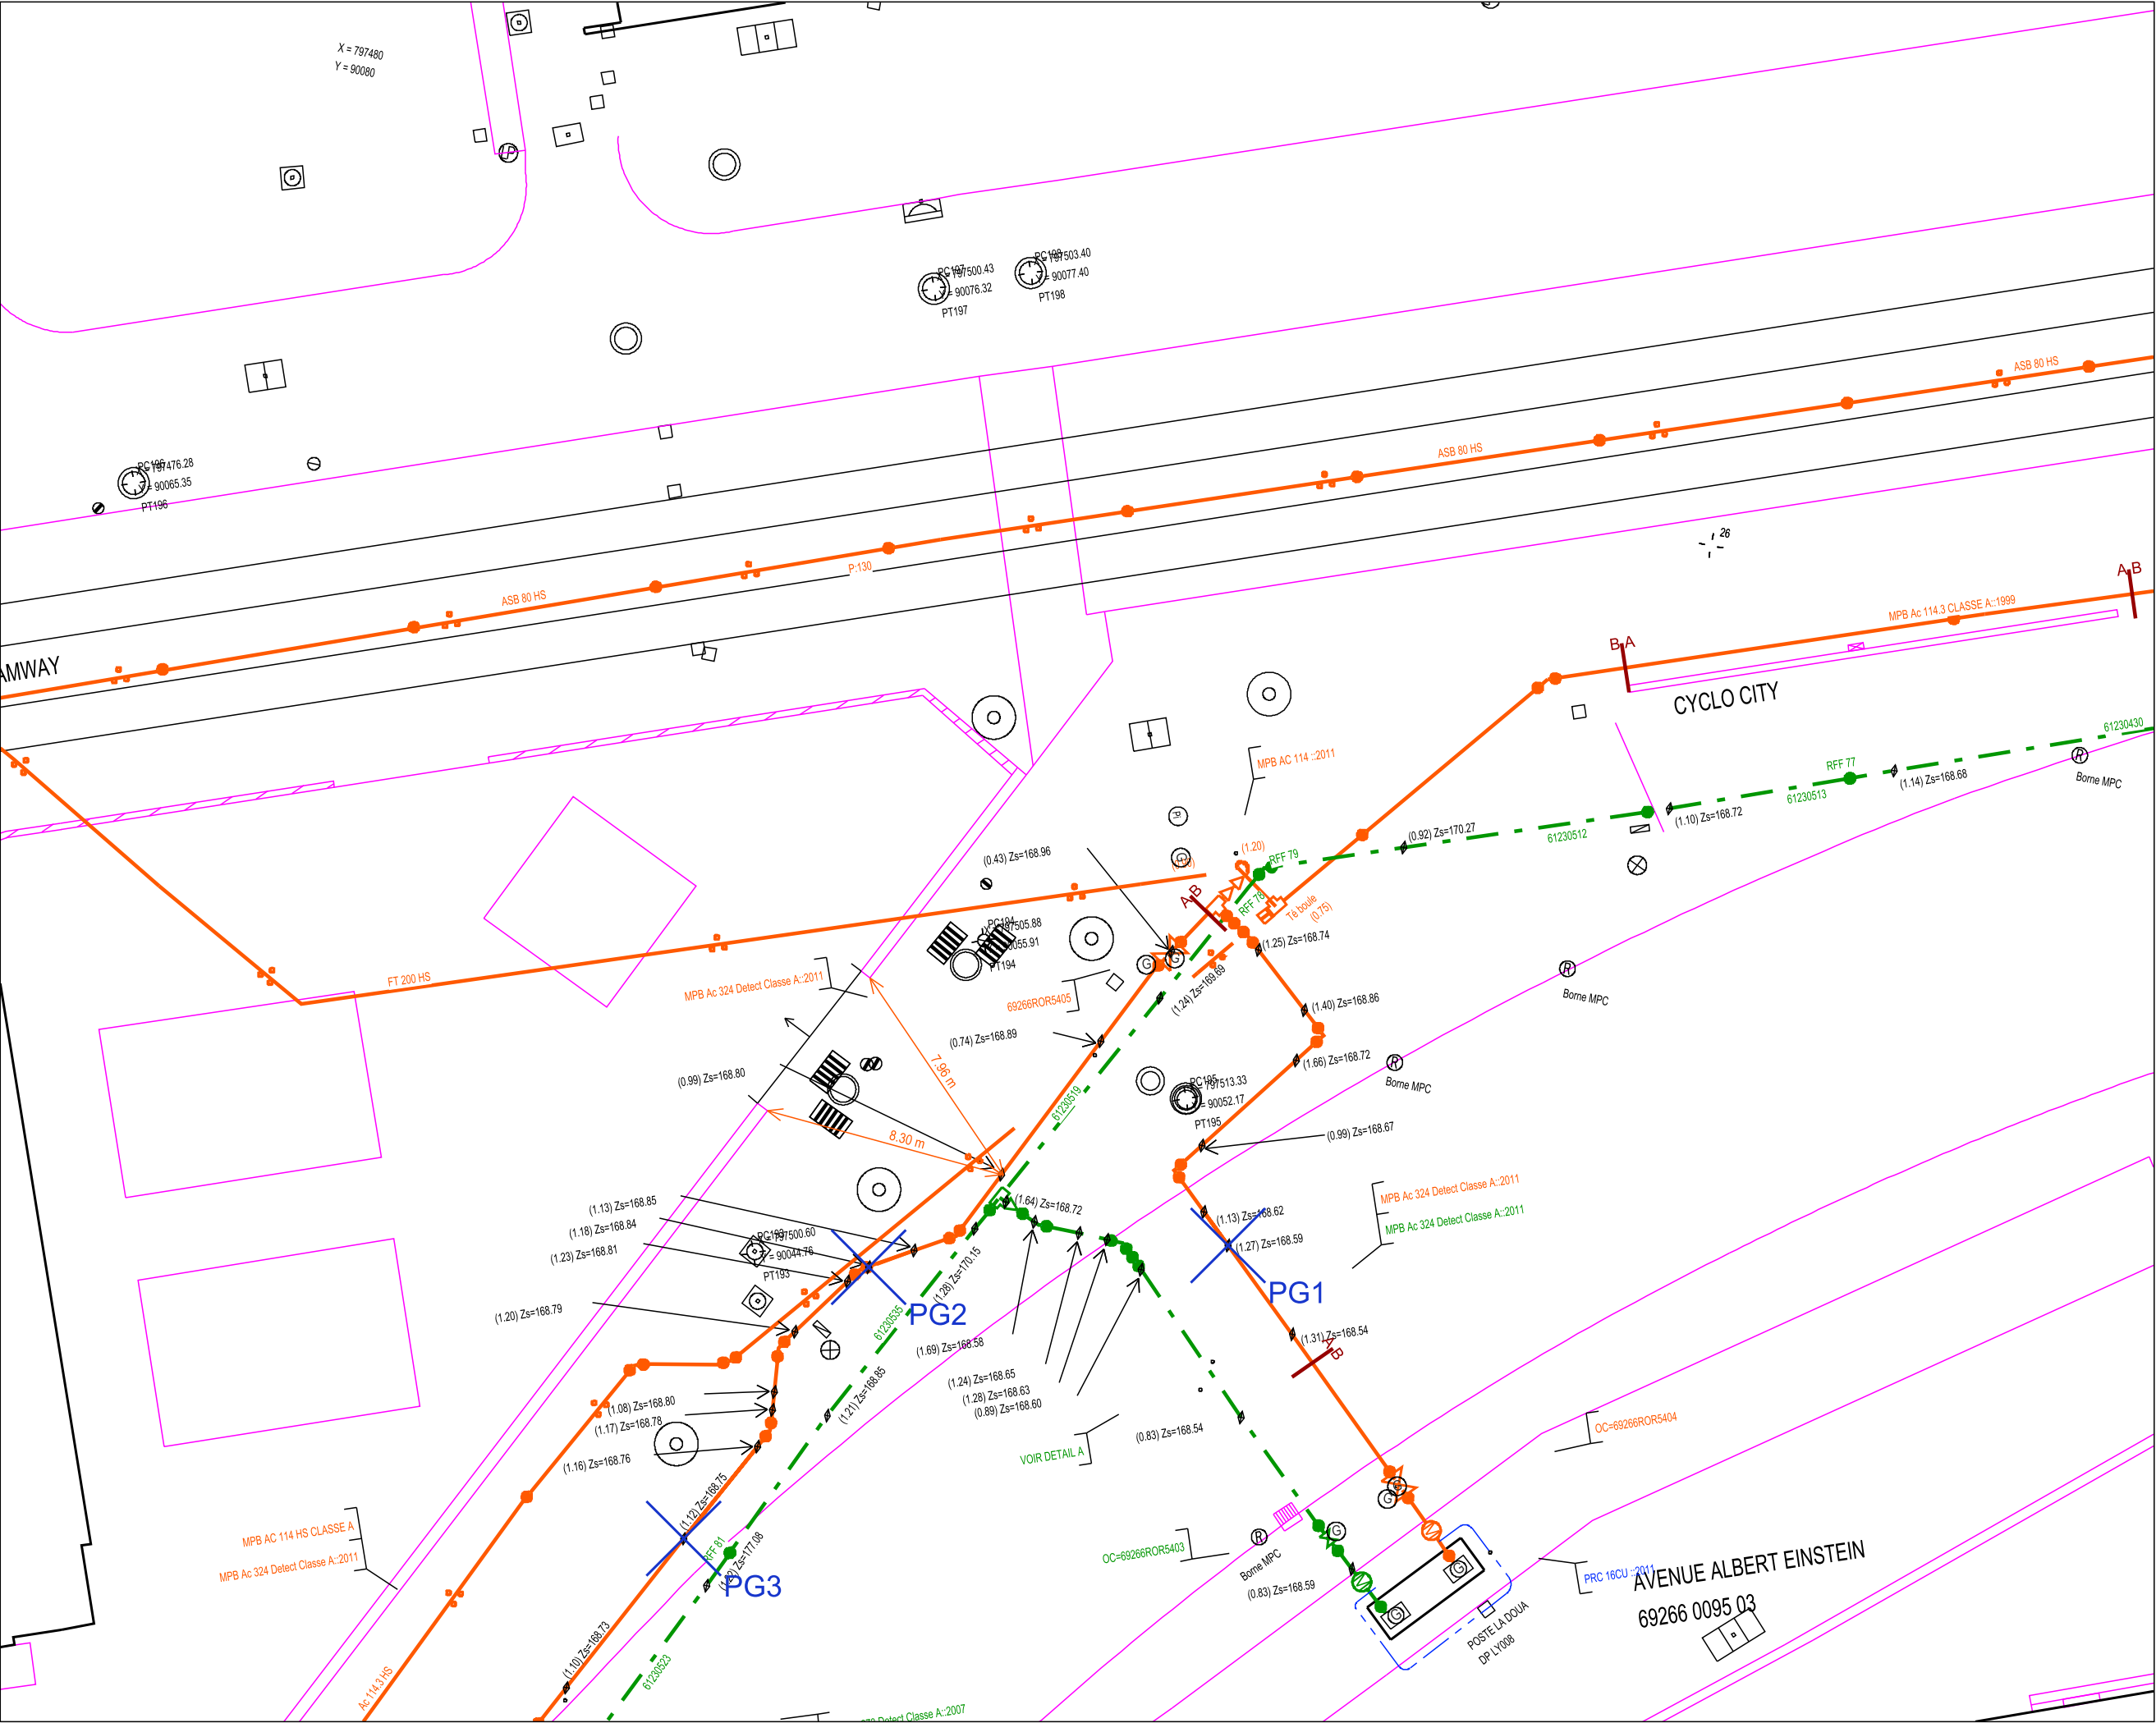 X = 797480
Y = 90080
LP
PC197
797500.43
Y = 90076.32
PT197
797503.40
Y = 90077.40
PT198
PC196
797476.28
Y = 90065.35
PT196
ASB 80 HS
ASB 80 HS
ASB 80 HS
P:130
26
AMWAY
A B
B A
MPB Ac 114.3 CLASSE A::1999
CYCLO CITY
61230430
RFF 77
R
Borne MPC
(1.14) Zs=168.68
61230513
(1.10) Zs=168.72
61230512
(0.92) Zs=170.27
MPB AC 114 ::2011
PI
G
(1.20)
RFF 79
(0.43) Zs=168.96
A B
RFF 78
Té boule
(0.75)
(1.25) Zs=168.74
PC194
797505.88
PT194
G
G
FT 200 HS
MPB Ac 324 Detect Classe A::2011
69266ROR5405
(1.24) Zs=169.69
(1.40) Zs=168.86
R
Borne MPC
(0.74) Zs=168.89
(1.66) Zs=168.72
R
Borne MPC
7.96 m
(0.99) Zs=168.80
61230519
PC195
797513.33
Y = 90052.17
PT195
8.30 m
(0.99) Zs=168.67
(1.13) Zs=168.85
(1.18) Zs=168.84
(1.23) Zs=168.81
(1.64) Zs=168.72
(1.13) Zs=168.62
(1.27) Zs=168.59
MPB Ac 324 Detect Classe A::2011
MPB Ac 324 Detect Classe A::2011
PC193
797500.60
Y = 90044.76
PT193
(1.28) Zs=170.15
PG1
PG2
(1.20) Zs=168.79
61230535
(1.69) Zs=168.58
(1.31) Zs=168.54
A B
(1.24) Zs=168.65
(1.28) Zs=168.63
(0.89) Zs=168.60
(1.08) Zs=168.80
(1.17) Zs=168.78
(1.21) Zs=168.85
(1.16) Zs=168.76
(0.83) Zs=168.54
VOIR DETAIL A
OC=69266ROR5404
G
G
(1.12) Zs=168.75
MPB AC 114 HS CLASSE A
MPB Ac 324 Detect Classe A::2011
RFF 81
(1.22) Zs=177.08
PG3
OC=69266ROR5403
R
Borne MPC
G
M
G
M
G
(0.83) Zs=168.59
PRC 16CU ::2011
AVENUE ALBERT EINSTEIN
69266 0095 03
POSTE LA DOUA
DP LY008
(1.10) Zs=168.73
61230523
Ac 114.3 HS
Detect Classe A::2007